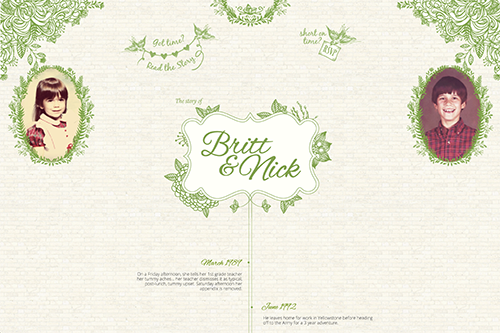 Got time?
Read the Story
short on
time?
RSVP
The story of
Britt
& Nick
March 1981
On a Friday afternoon, she tells her 1st grade teacher
her tummy aches... her teacher dismisses it as typical,
post-lunch, tummy upset. Saturday afternoon her
appendix is removed.
June 1992
He leaves home for work in Yellowstone before heading
off to the Army for a 3 year adventure.